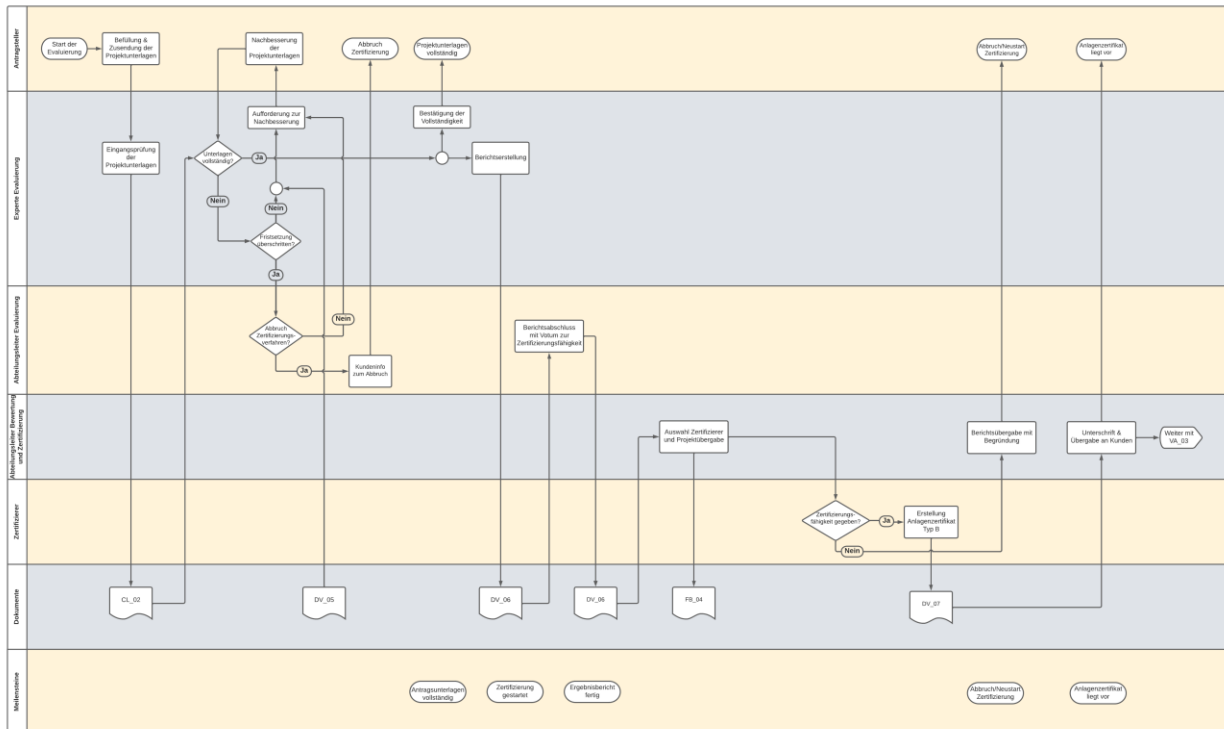 Antragsteller
Start der
Evaluierung
Befüllung &
Zusendung der
Projektunterlagen
Nachbesserung
der
Projektunterlagen
Abbruch
Zertifizierung
Projektunterlagen
vollständig
Abbruch/Neustart
Zertifizierung
Anlagenzertifikat
liegt vor
Experte Evaluierung
Aufforderung zur
Nachbesserung
Bestätigung der
Vollständigkeit
Eingangsprüfung
der
Projektunterlagen
Unterlagen
vollständig?
Ja
Berichtserstellung
Nein
Nein
Fristsetzung
überschritten?
Ja
Abteilungsleiter Evaluierung
Abbruch
Zertifizierungs-
verfahren?
Nein
Ja
Kundeninfo
zum Abbruch
Berichtsabschluss
mit Votum zur
Zertifizierungsfähigkeit
Abteilungsleiter Bewertung
und Zertifizierung
Auswahl Zertifizierer
und Projektübergabe
Berichtsübergabe mit
Begründung
Unterschrift &
Übergabe an Kunden
Weiter mit
VA_03
Zertifizierer
Zertifizierungs-
fähigkeit gegeben?
Ja
Erstellung
Anlagenzertifikat
Typ B
Nein
Dokumente
CL_02
DV_05
DV_06
DV_06
FB_04
DV_07
Meilensteine
Antragsunterlagen
vollständig
Zertifizierung
gestartet
Ergebnisbericht
fertig
Abbruch/Neustart
Zertifizierung
Anlagenzertifikat
liegt vor